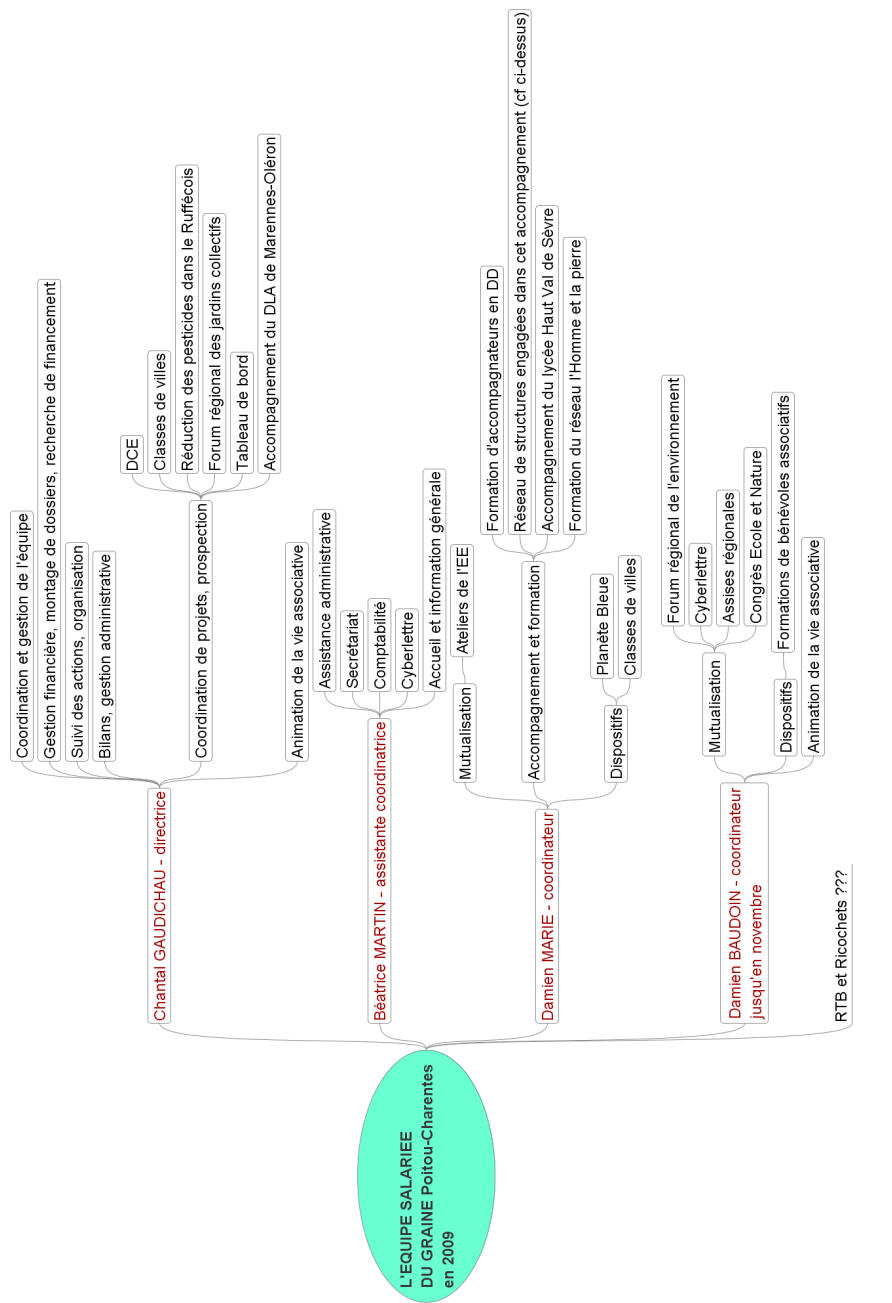 L'EQUIPE SALARIEE
DU GRAINE Poitou-Charentes
en 2009
Chantal GAUDICHAU - directrice
Coordination et gestion de l'équipe
Gestion financière, montage de dossiers, recherche de financement
Suivi des actions, organisation
Bilans, gestion administrative
Coordination de projets, prospection
DCE
Classes de villes
Réduction des pesticides dans le Ruffécois
Forum régional des jardins collectifs
Tableau de bord
Accompagnement du DLA de Marennes-Oléron
Animation de la vie associative
Béatrice MARTIN - assistante coordinatrice
Assistance administrative
Secrétariat
Comptabilité
Cyberlettre
Accueil et information générale
Damien MARIE - coordinateur
Mutualisation
Ateliers de l'EE
Accompagnement et formation
Formation d'accompagnateurs en DD
Réseau de structures engagées dans cet accompagnement (cf ci-dessus)
Accompagnement du lycée Haut Val de Sèvre
Formation du réseau l'Homme et la pierre
Dispositifs
Planète Bleue
Classes de villes
Damien BAUDOIN - coordinateur
jusqu'en novembre
Mutualisation
Forum régional de l'environnement
Cyberlettre
Assises régionales
Congrès Ecole et Nature
Dispositifs
Formations de bénévoles associatifs
Animation de la vie associative
RTB et Ricochets ???